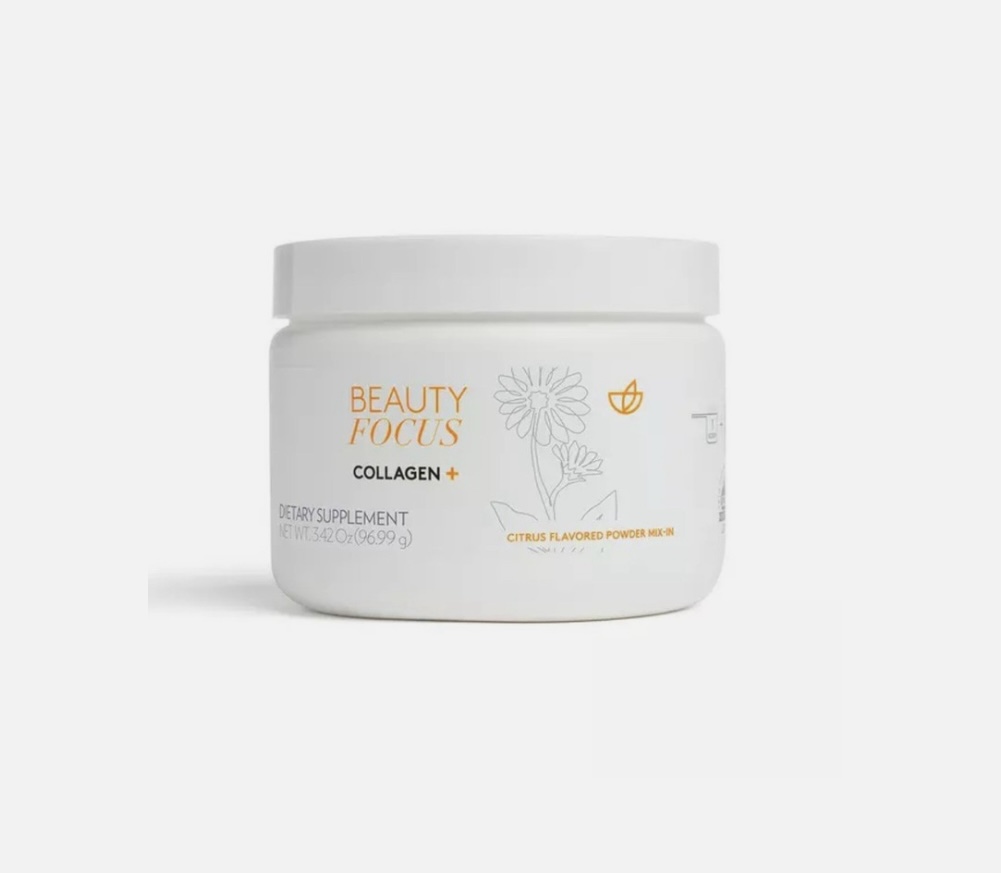 BEAUTY
FOCUS
COLLAGEN +
DIETARY SUPPLEMENT
NET WT. 3.42 Oz (96.99 g)
CITRUS FLAVORED POWDER MIX-IN